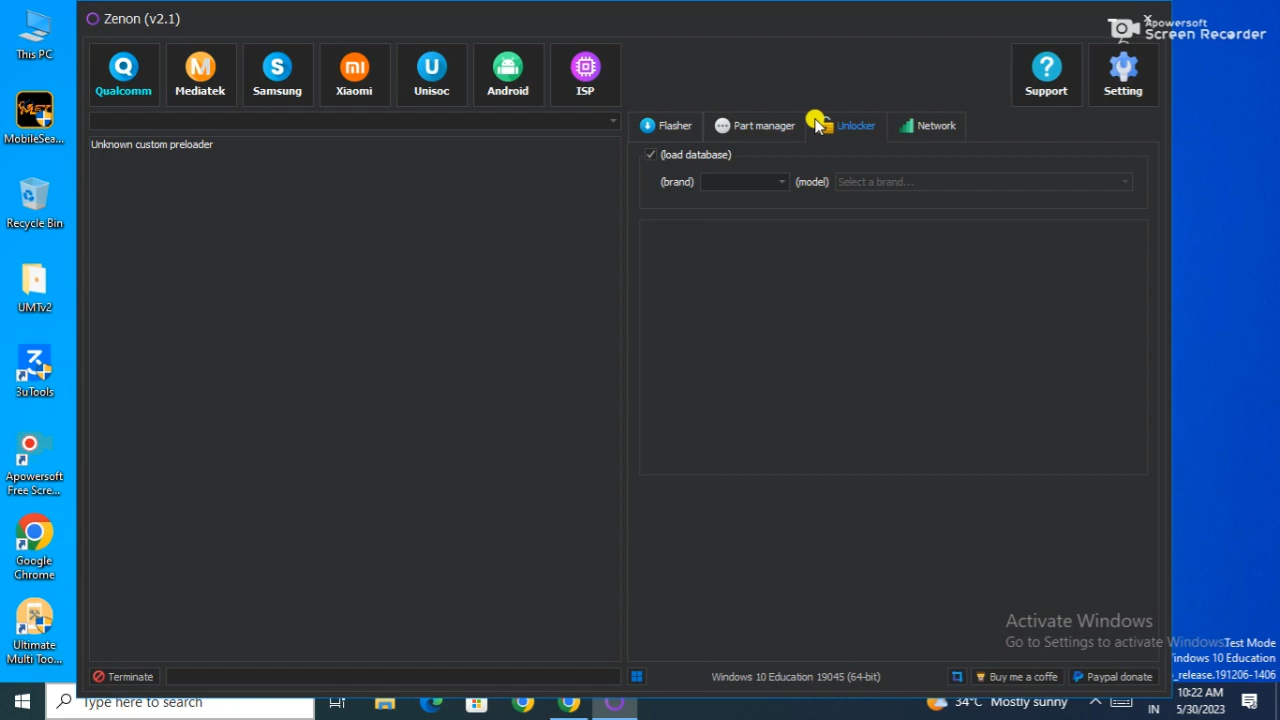 This PC
MobileSea...
Recycle Bin
UMTv2
3uTools
Apowersoft
Free Scre...
Google
Chrome
Ultimate
Multi Too...
Zenon (v2.1)
Apowersoft
Screen Recorder
Qualcomm
Mediatek
Samsung
Xiaomi
Unisoc
Android
ISP
Support
Setting
Flasher
Part manager
Unlocker
Network
Unknown custom preloader
(load database)
(brand)
(model)
Select a brand...
Activate Windows
Go to Settings to activate Windows.
Test Mode
Windows 10 Education
_release.191206-1406
Terminate
Windows 10 Education 19045 (64-bit)
Buy me a coffe
Paypal donate
Type here to search
34°C Mostly sunny
IN
10:22 AM
5/30/2023